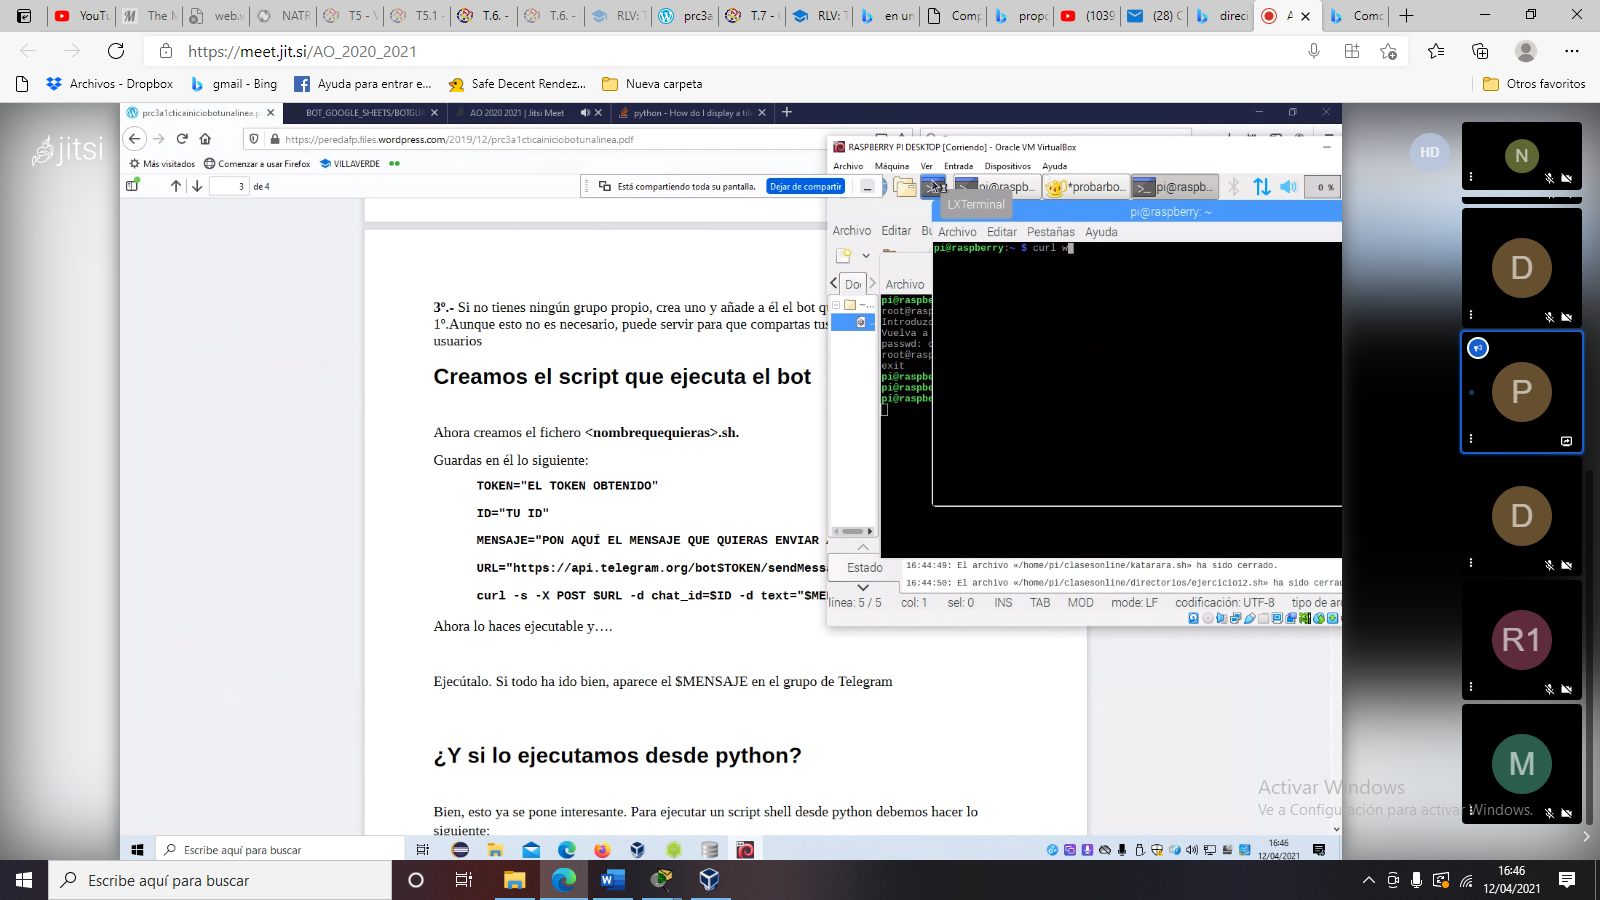 YouTu
The M
web.v
NATR
T5 - V
T5.1 -
T.6. -
T.6. -
RLV: T
prc3a
T.7 - C
RLV: T
en un
Comp
propo
(1039
(28) C
direci
A
Comc
https://meet.jit.si/AO_2020_2021
Archivos - Dropbox
gmail - Bing
Ayuda para entrar e...
Safe Decent Rendez...
Nueva carpeta
Otros favoritos
jitsi
prc3a1cticainiciobotunalinea.p
BOT_GOOGLE_SHEETS/BOTGUA
AO 2020 2021 | Jitsi Meet
python - How do I display a tile
https://peredafp.files.wordpress.com/2019/12/prc3a1cticainiciobotunalinea.pdf
Más visitados
Comenzar a usar Firefox
VILLAVERDE
3 de 4
Está compartiendo toda su pantalla.
Dejar de compartir
RASPBERRY PI DESKTOP [Corriendo] - Oracle VM VirtualBox
Archivo Máquina Ver Entrada Dispositivos Ayuda
pi@raspb...
*probarbo...
pi@raspb...
0 %
LXTerminal
pi@raspberry: ~
Archivo Editar Bu
Archivo Editar Pestañas Ayuda
pi@raspberry:~ $ curl w
Do
Archivo
pi@raspbe
root@rasp
Introduzc
Vuelva a
passwd: c
root@rasp
exit
pi@raspbe
pi@raspbe
pi@raspbe
Estado
16:44:49: El archivo «/home/pi/clasesonline/katarara.sh» ha sido cerrado.
16:44:50: El archivo «/home/pi/clasesonline/directorios/ejercicio12.sh» ha sido cerrad
línea: 5 / 5 col: 1 sel: 0 INS TAB MOD mode: LF codificación: UTF-8 tipo de ar
3º.- Si no tienes ningún grupo propio, crea uno y añade a él el bot qu
1º.Aunque esto no es necesario, puede servir para que compartas tus
usuarios
Creamos el script que ejecuta el bot
Ahora creamos el fichero <nombrequequieras>.sh.
Guardas en él lo siguiente:
TOKEN="EL TOKEN OBTENIDO"
ID="TU ID"
MENSAJE="PON AQUÍ EL MENSAJE QUE QUIERAS ENVIAR A
URL="https://api.telegram.org/bot$TOKEN/sendMessa
curl -s -X POST $URL -d chat_id=$ID -d text="$ME
Ahora lo haces ejecutable y….
Ejecútalo. Si todo ha ido bien, aparece el $MENSAJE en el grupo de Telegram
¿Y si lo ejecutamos desde python?
Bien, esto ya se pone interesante. Para ejecutar un script shell desde python debemos hacer lo
siguiente:
HD
N
D
P
D
R1
M
Activar Windows
Ve a Configuración para activar Windows.
Escribe aquí para buscar
16:46
12/04/2021
Escribe aquí para buscar
16:46
12/04/2021